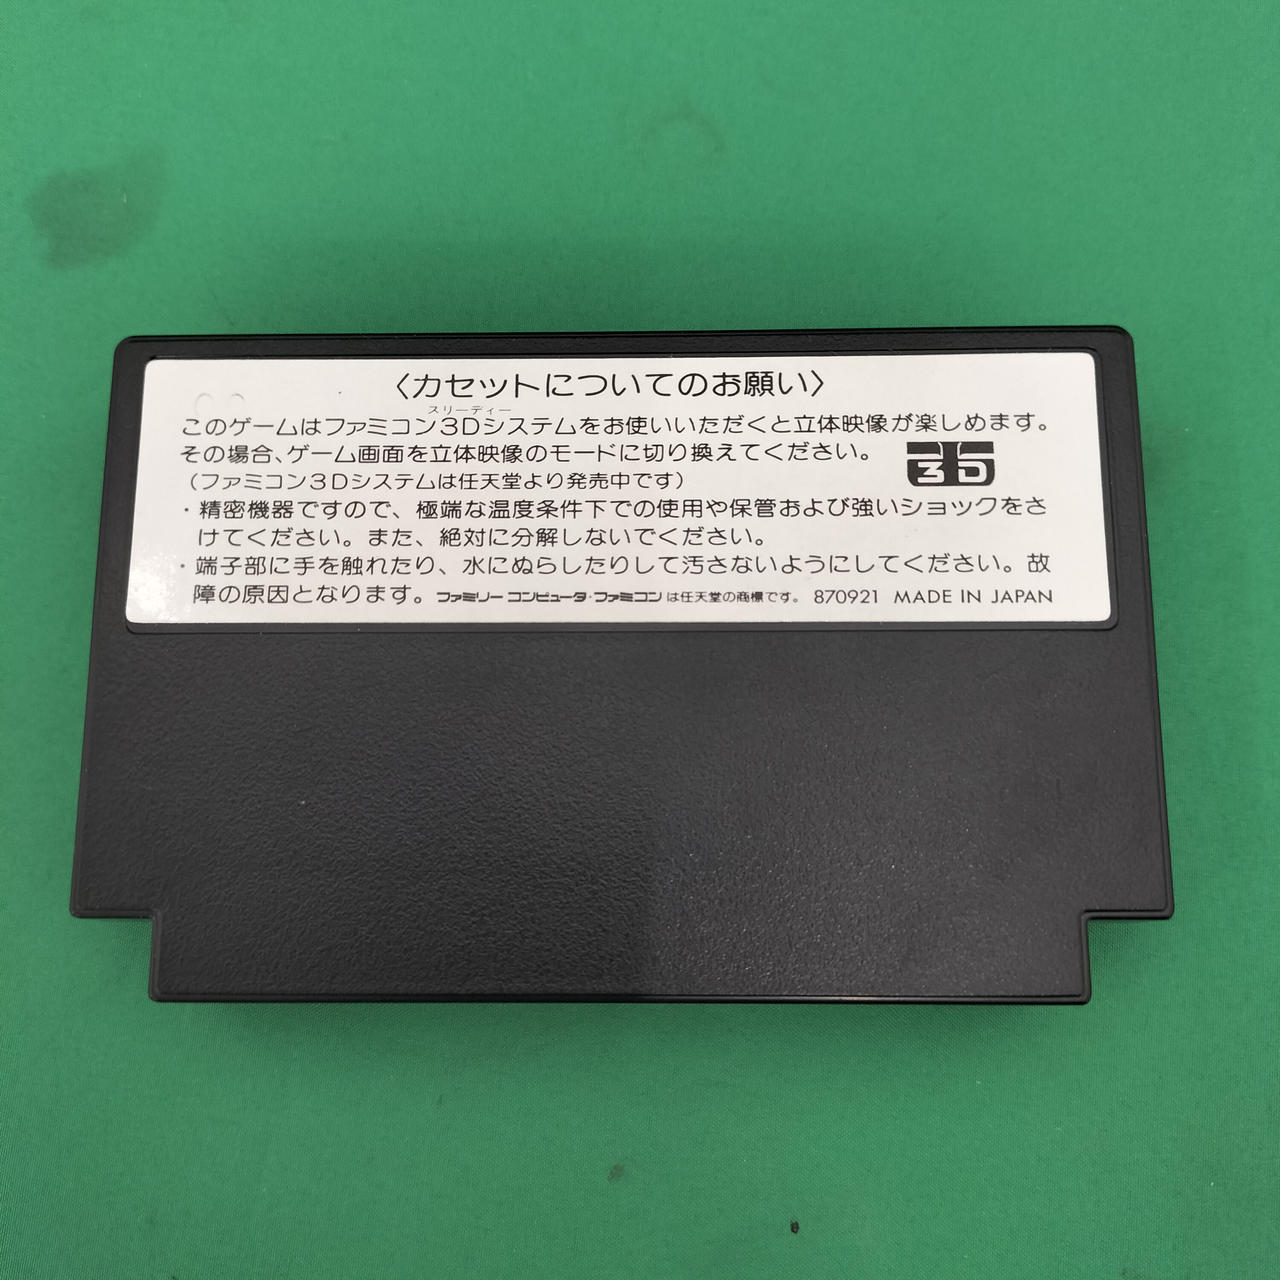 〈カセットについてのお願い〉
スリーディー
このゲームはファミコン3Dシステムをお使いいただくと立体映像が楽しめます。
その場合、ゲーム画面を立体映像のモードに切り換えてください。
3D
(ファミコン3Dシステムは任天堂より発売中です)
・精密機器ですので、極端な温度条件下での使用や保管および強いショックをさ
けてください。また、絶対に分解しないでください。
・端子部に手を触れたり、水にぬらしたりして汚さないようにしてください。故
障の原因となります。ファミリーコンピュータ・ファミコンは任天堂の商標です。 870921 MADE IN JAPAN